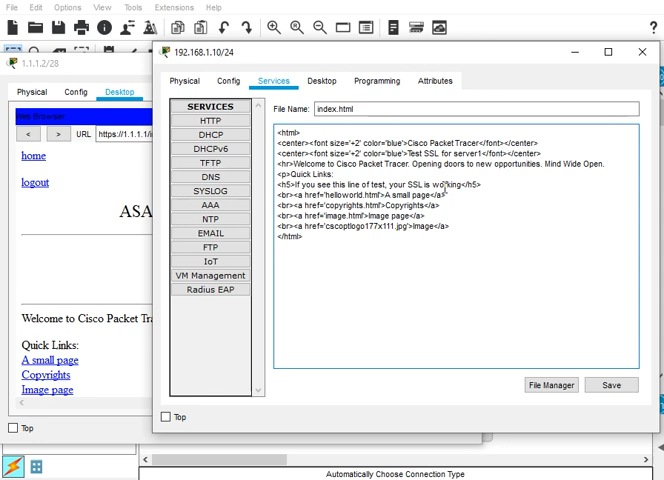 File Edit Options View Tools Extensions Help
?
1.1.1.2/28
Physical Config Desktop
Web Browser
< > URL https://1.1.1.1/
home
logout
ASA
Welcome to Cisco Packet Tra
Quick Links:
A small page
Copyrights
Image page
Top
192.168.1.10/24
Physical Config Services Desktop Programming Attributes
SERVICES
HTTP
DHCP
DHCPv6
TFTP
DNS
SYSLOG
AAA
NTP
EMAIL
FTP
IoT
VM Management
Radius EAP
File Name: index.html
<html>
<center><font size='+2' color='blue'>Cisco Packet Tracer</font></center>
<center><font size='+2' color='blue'>Test SSL for server1</font></center>
<hr>Welcome to Cisco Packet Tracer. Opening doors to new opportunities. Mind Wide Open.
<p>Quick Links:
<h5>If you see this line of test, your SSL is working</h5>
<br><a href='helloworld.html'>A small page</a>
<br><a href='copyrights.html'>Copyrights</a>
<br><a href='image.html'>Image page</a>
<br><a href='cscoptlogo177x111.jpg'>Image</a>
</html>
File Manager Save
Top
Automatically Choose Connection Type